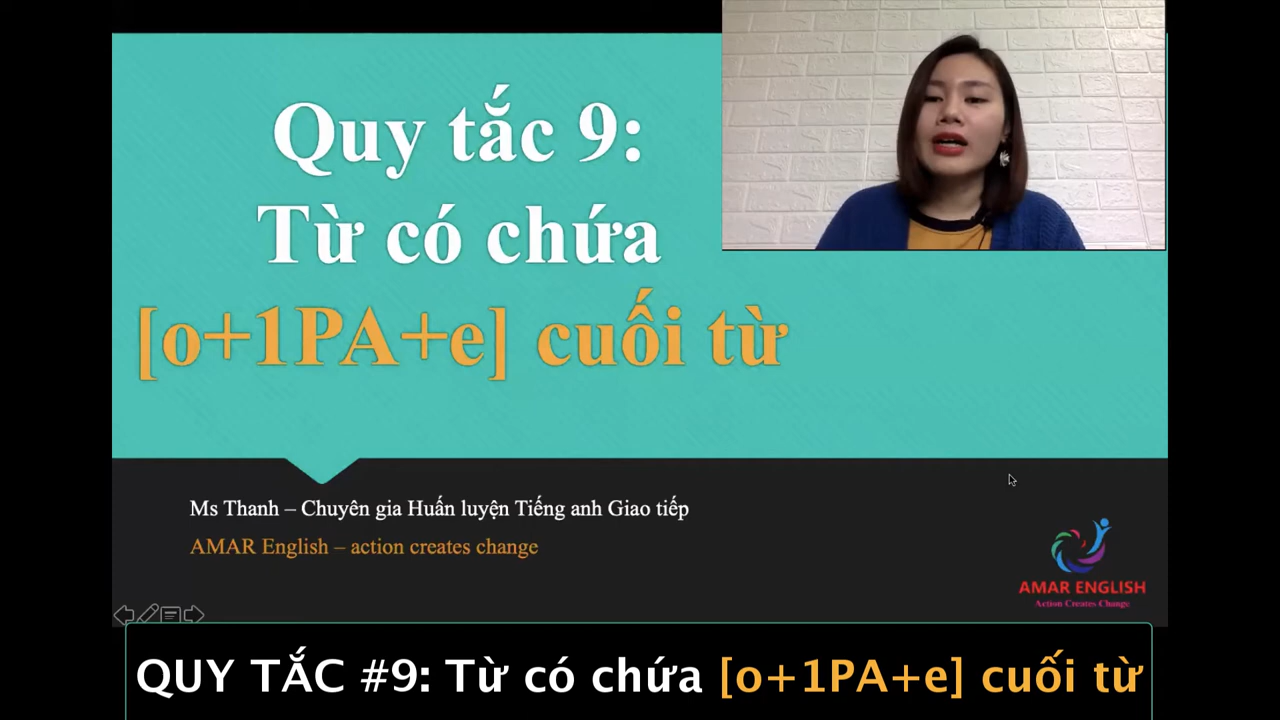 Quy tắc 9:
Từ có chứa
[o+1PA+e] cuối từ
Ms Thanh – Chuyên gia Huấn luyện Tiếng anh Giao tiếp
AMAR English – action creates change
AMAR ENGLISH
Action Creates Change
QUY TẮC #9: Từ có chứa [o+1PA+e] cuối từ